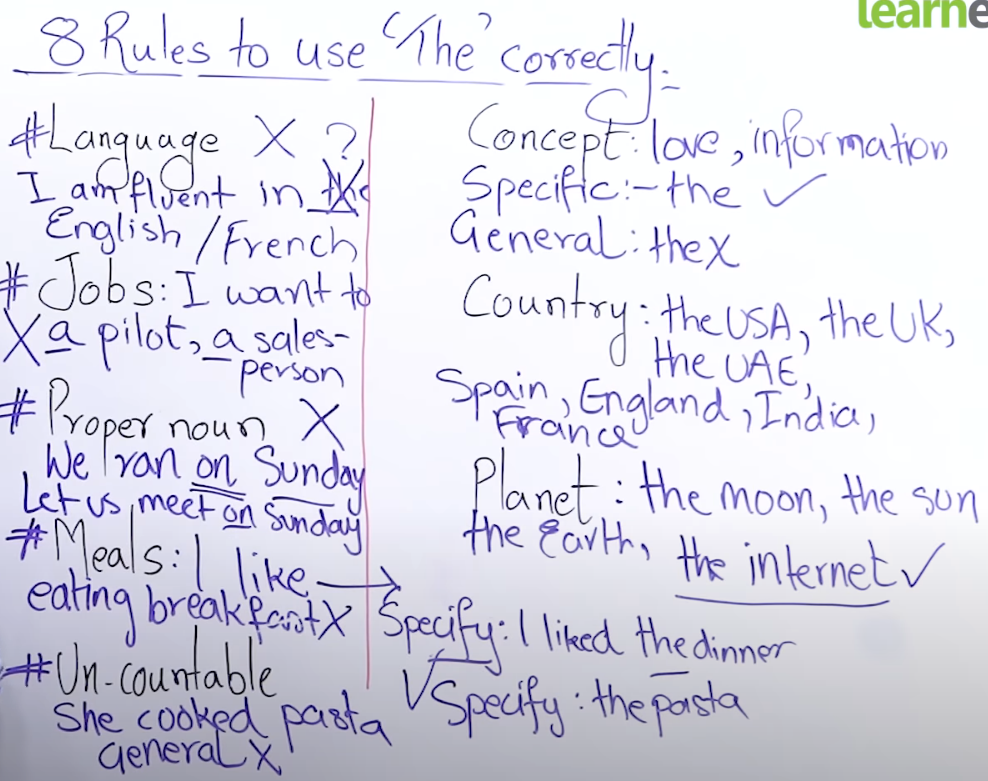 learne
8 Rules to use 'The' correctly.
#Language X ?
I am fluent in the
English / French
# Jobs: I want to
X a pilot, a sales-
person
# Proper noun X
We ran on Sunday
Let us meet on Sunday
# Meals: I like
eating breakfast X
# Un-countable
She cooked pasta
General X
Concept: love, information
Specific:- the ✓
General: the X
Country: the USA, the UK,
the UAE,
Spain, England, India,
France
Planet: the moon, the sun
the Earth, the internet ✓
Specify: I liked the dinner
✓ Specify: the pasta